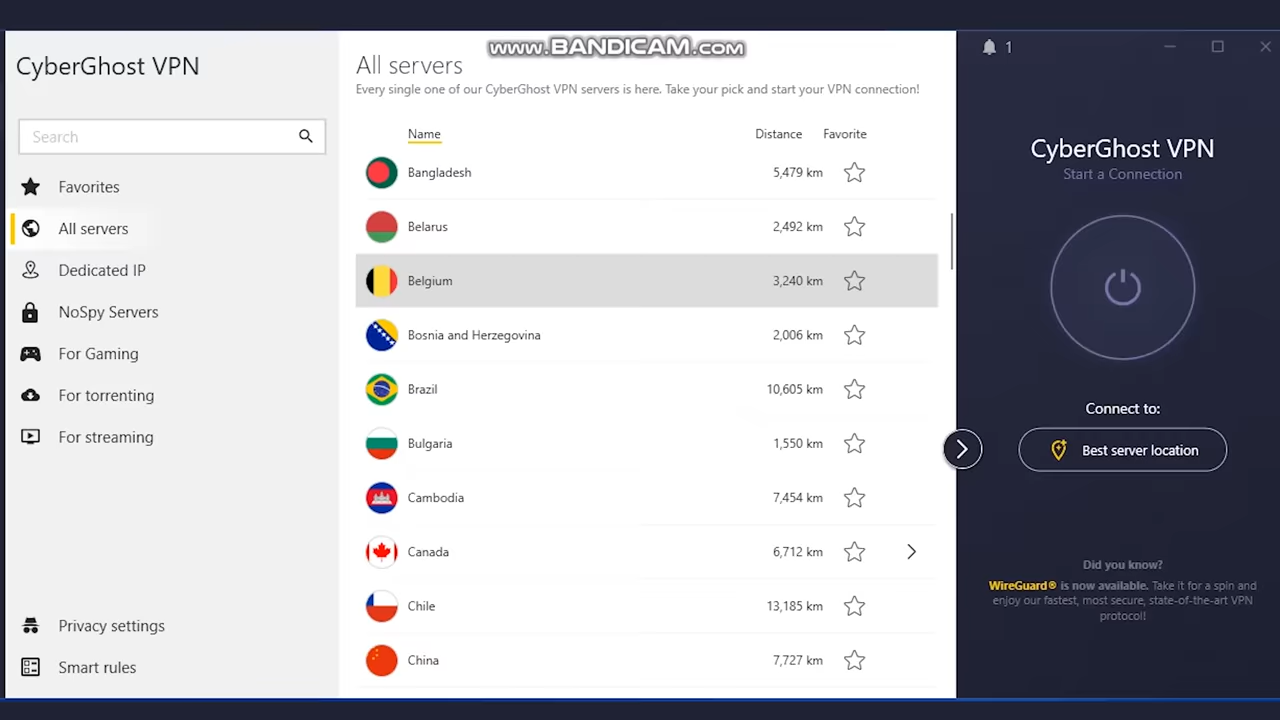 www.BANDICAM.com
1
CyberGhost VPN
Search
Favorites
All servers
Dedicated IP
NoSpy Servers
For Gaming
For torrenting
For streaming
Privacy settings
Smart rules
All servers
Every single one of our CyberGhost VPN servers is here. Take your pick and start your VPN connection!
Name Distance Favorite
Bangladesh 5,479 km
Belarus 2,492 km
Belgium 3,240 km
Bosnia and Herzegovina 2,006 km
Brazil 10,605 km
Bulgaria 1,550 km
Cambodia 7,454 km
Canada 6,712 km
Chile 13,185 km
China 7,727 km
CyberGhost VPN
Start a Connection
Connect to:
Best server location
Did you know?
WireGuard® is now available. Take it for a spin and
enjoy our fastest, most secure, state-of-the-art VPN
protocol!